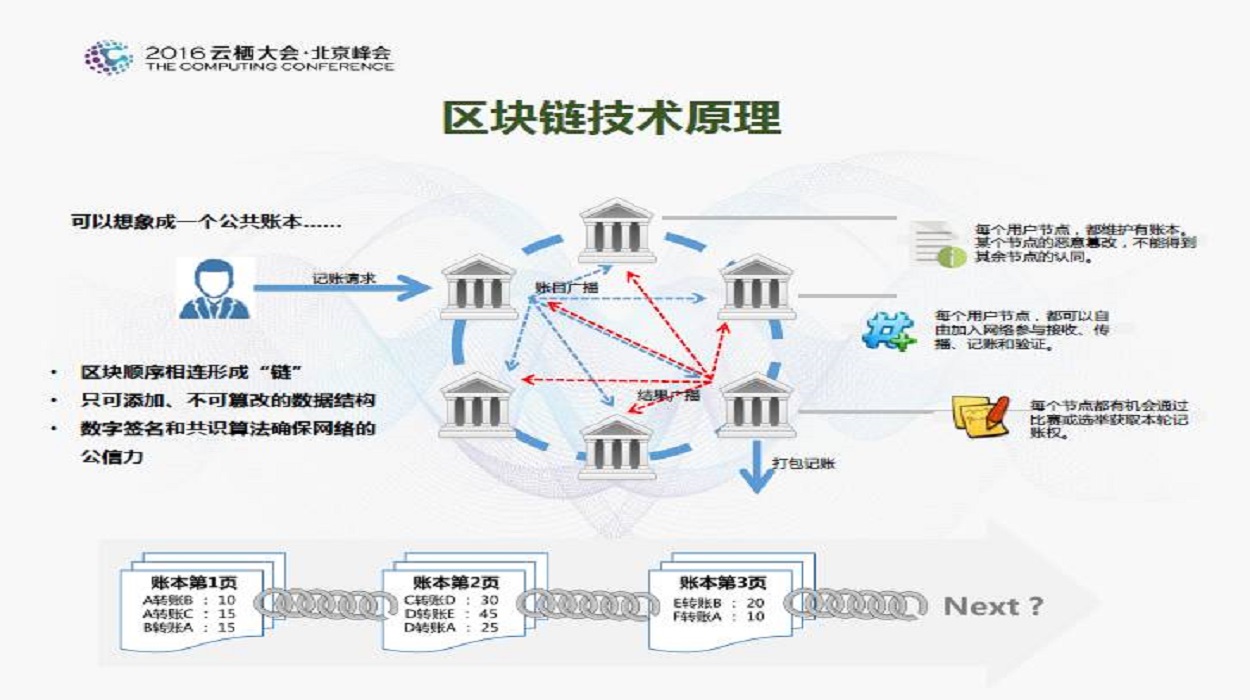 2016云栖大会·北京峰会
THE COMPUTING CONFERENCE
区块链技术原理
可以想象成一个公共账本......
记账请求
账目广播
结果广播
打包记账
每个用户节点，都维护有账本。
某个节点的恶意篡改，不能得到
其余节点的认同。
每个用户节点，都可以自
由加入网络参与接收、传
播、记账和验证。
每个节点都有机会通过
比赛或选举获取本轮记
账权。
• 区块顺序相连形成“链”
• 只可添加、不可篡改的数据结构
• 数字签名和共识算法确保网络的
公信力
账本第1页
A转账B ： 10
A转账C ： 15
B转账A ： 15
账本第2页
C转账D ： 30
D转账E ： 45
D转账A ： 25
账本第3页
E转账B ： 20
F转账A ： 10
Next ?